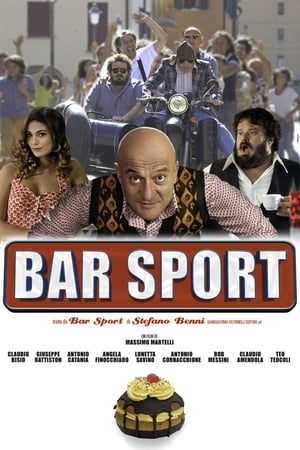 BAR SPORT
tratto da Bar Sport di Stefano Benni
UN FILM DI
MASSIMO MARTELLI
CLAUDIO BISIO GIUSEPPE BATTISTON ANTONIO CATANIA ANGELA FINOCCHIARO LUNETTA SAVINO ANTONIO CORNACCHIONE BOB MESSINI CLAUDIO AMENDOLA TEO TEOCOLI